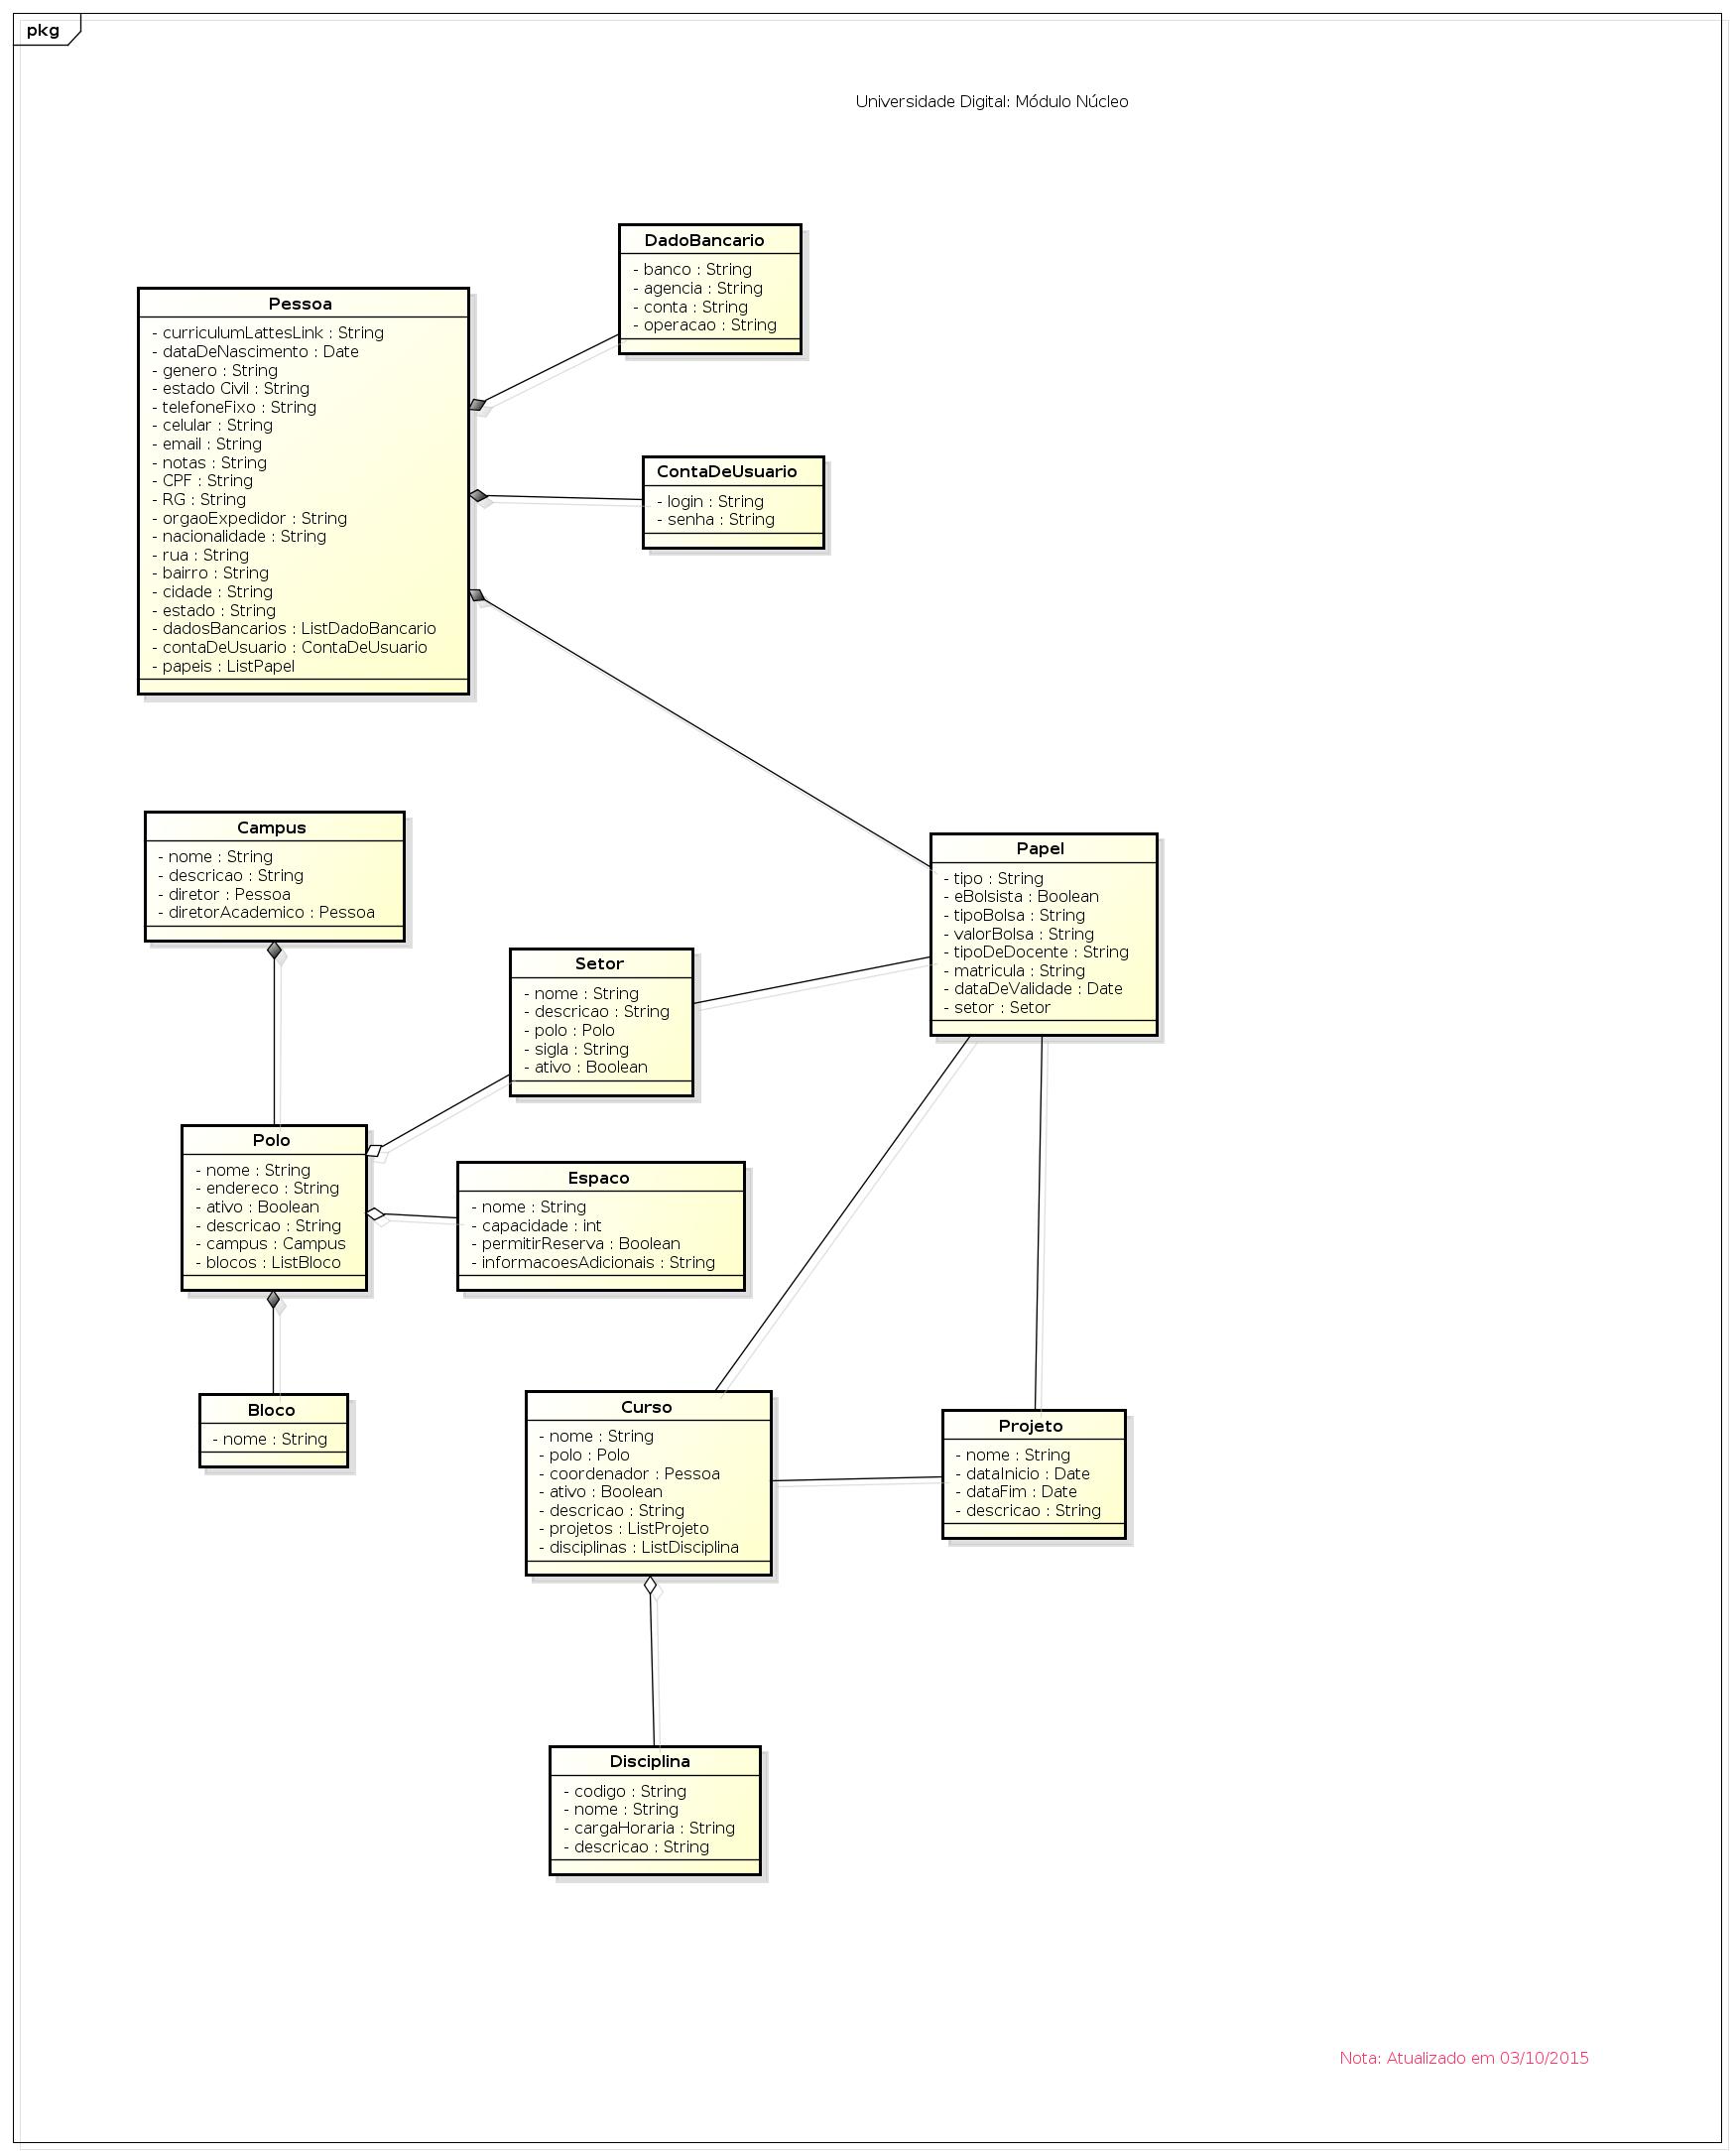 pkg
Universidade Digital: Módulo Núcleo
DadoBancario
- banco : String
- agencia : String
- conta : String
- operacao : String
Pessoa
- curriculumLattesLink : String
- dataDeNascimento : Date
- genero : String
- estado Civil : String
- telefoneFixo : String
- celular : String
- email : String
- notas : String
- CPF : String
- RG : String
- orgaoExpedidor : String
- nacionalidade : String
- rua : String
- bairro : String
- cidade : String
- estado : String
- dadosBancarios : ListDadoBancario
- contaDeUsuario : ContaDeUsuario
- papeis : ListPapel
ContaDeUsuario
- login : String
- senha : String
Campus
- nome : String
- descricao : String
- diretor : Pessoa
- diretorAcademico : Pessoa
Papel
- tipo : String
- eBolsista : Boolean
- tipoBolsa : String
- valorBolsa : String
- tipoDeDocente : String
- matricula : String
- dataDeValidade : Date
- setor : Setor
Setor
- nome : String
- descricao : String
- polo : Polo
- sigla : String
- ativo : Boolean
Polo
- nome : String
- endereco : String
- ativo : Boolean
- descricao : String
- campus : Campus
- blocos : ListBloco
Espaco
- nome : String
- capacidade : int
- permitirReserva : Boolean
- informacoesAdicionais : String
Bloco
- nome : String
Curso
- nome : String
- polo : Polo
- coordenador : Pessoa
- ativo : Boolean
- descricao : String
- projetos : ListProjeto
- disciplinas : ListDisciplina
Projeto
- nome : String
- dataInicio : Date
- dataFim : Date
- descricao : String
Disciplina
- codigo : String
- nome : String
- cargaHoraria : String
- descricao : String
Nota: Atualizado em 03/10/2015